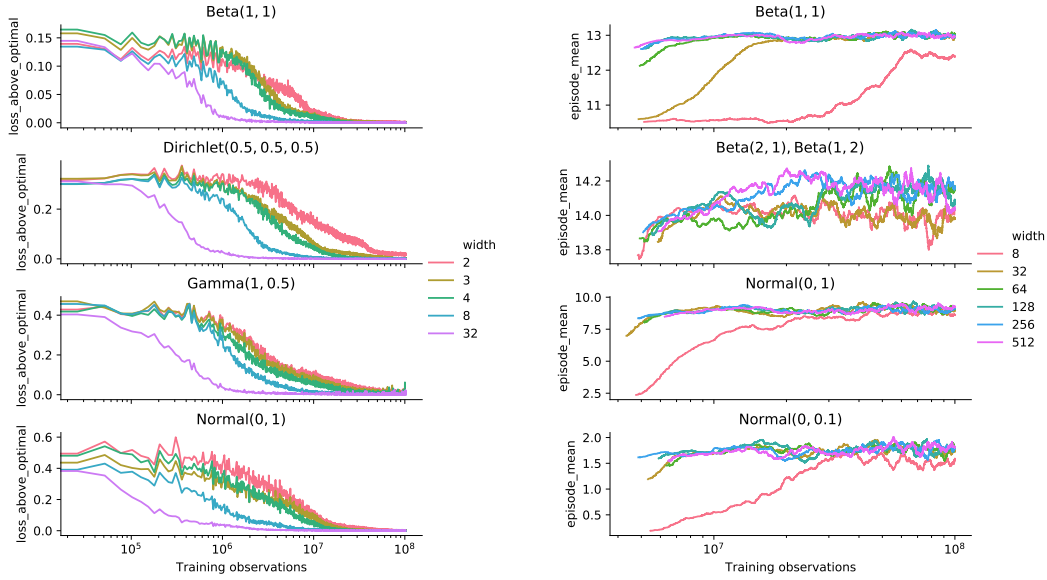 Beta(1, 1)
loss_above_optimal
0.15
0.10
0.05
0.00
Dirichlet(0.5, 0.5, 0.5)
loss_above_optimal
0.2
0.0
Gamma(1, 0.5)
loss_above_optimal
0.4
0.2
0.0
Normal(0, 1)
loss_above_optimal
0.6
0.4
0.2
0.0
10^5
10^6
10^7
10^8
Training observations
width
2
3
4
8
32
Beta(1, 1)
episode_mean
13
12
11
Beta(2, 1), Beta(1, 2)
episode_mean
14.2
14.0
13.8
Normal(0, 1)
episode_mean
10.0
7.5
5.0
2.5
Normal(0, 0.1)
episode_mean
2.0
1.5
1.0
0.5
10^7
10^8
Training observations
width
8
32
64
128
256
512